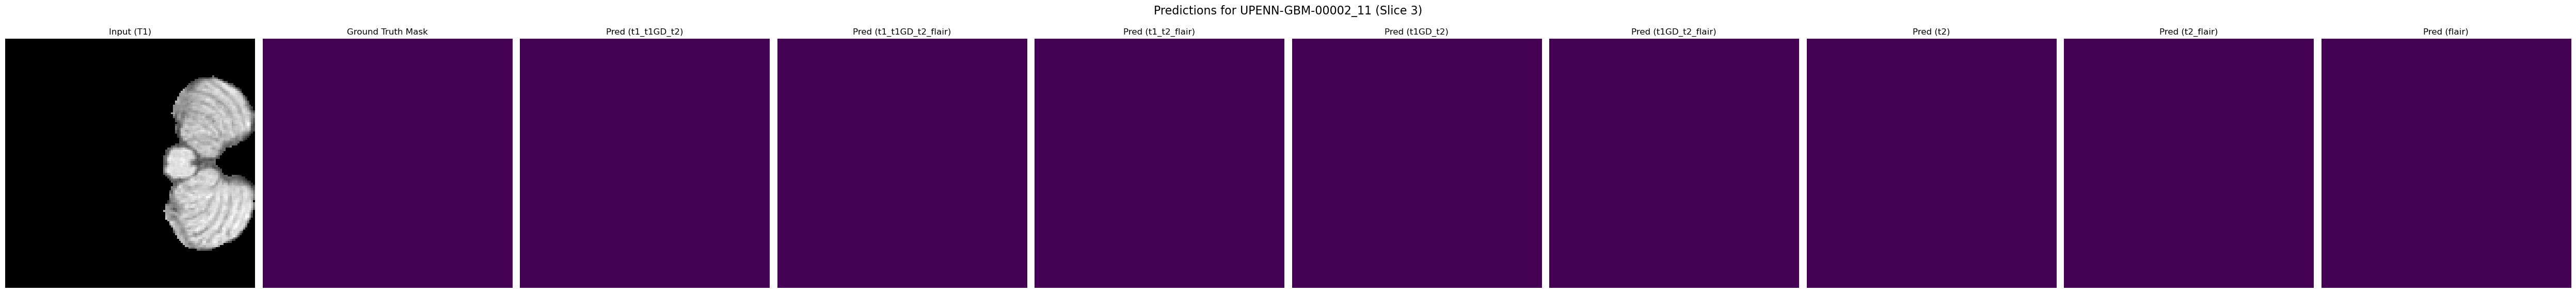 Predictions for UPENN-GBM-00002_11 (Slice 3)
Input (T1)
Ground Truth Mask
Pred (t1_t1GD_t2)
Pred (t1_t1GD_t2_flair)
Pred (t1_t2_flair)
Pred (t1GD_t2)
Pred (t1GD_t2_flair)
Pred (t2)
Pred (t2_flair)
Pred (flair)